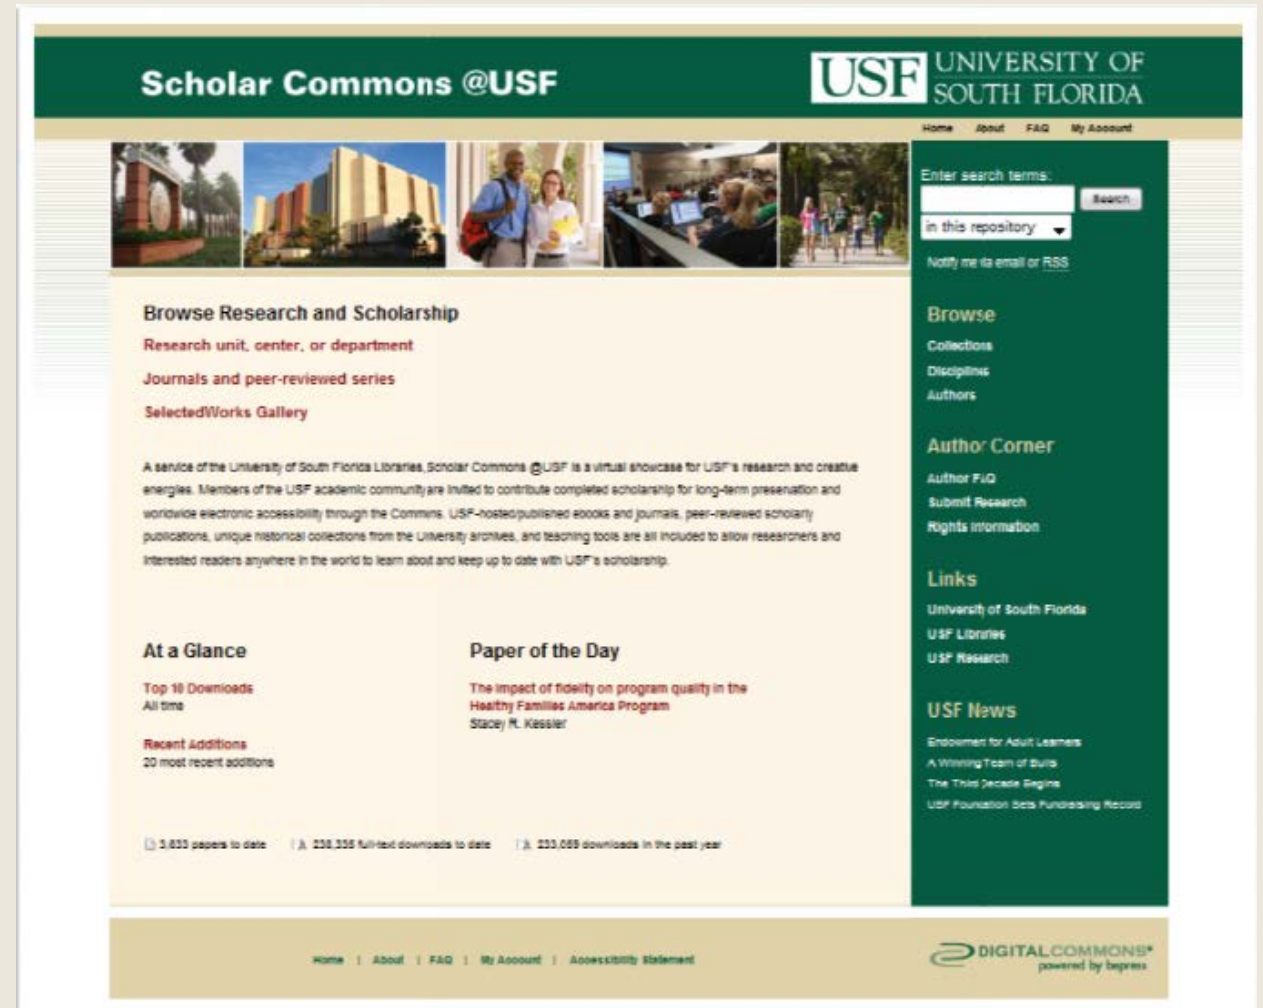 Scholar Commons @USF
USF UNIVERSITY OF
SOUTH FLORIDA
Home About FAQ My Account
Enter search terms:
Search
in this repository
Notify me via email or RSS
Browse Research and Scholarship
Research unit, center, or department
Journals and peer-reviewed series
SelectedWorks Gallery
A service of the University of South Florida Libraries, Scholar Commons @USF is a virtual showcase for USF's research and creative
energies. Members of the USF academic community are invited to contribute completed scholarship for long-term preservation and
worldwide electronic accessibility through the Commons. USF-hosted/published ebooks and journals, peer-reviewed scholarly
publications, unique historical collections from the University archives, and teaching tools are all included to allow researchers and
interested readers anywhere in the world to learn about and keep up to date with USF's scholarship.
At a Glance
Top 10 Downloads
All time
Recent Additions
20 most recent additions
Paper of the Day
The impact of fidelity on program quality in the
Healthy Families America Program
Stacey R. Kessler
papers to date full-text downloads to date downloads in the past year
Browse
Collections
Disciplines
Authors
Author Corner
Author FAQ
Submit Research
Rights Information
Links
University of South Florida
USF Libraries
USF Research
USF News
Endowment for Adult Learners
A Winning Team of Bulls
The Third Decade Begins
USF Foundation Sets Fundraising Record
Home | About | FAQ | My Account | Accessibility Statement
DIGITALCOMMONS®
powered by bepress